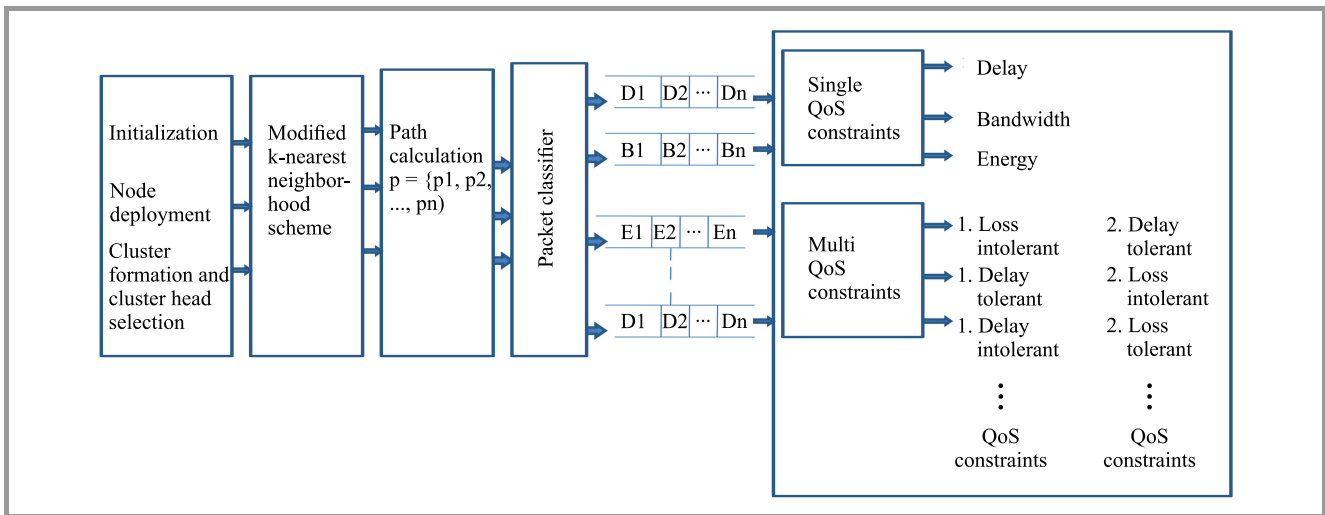 Initialization
Node
deployment
Cluster
formation and
cluster head
selection
Modified
k-nearest
neighbor-
hood
scheme
Path
calculation
p = {p1, p2,
..., pn)
Packet classifier
D1 D2 ... Dn
B1 B2 ... Bn
E1 E2 ... En
D1 D2 ... Dn
Single
QoS
constraints
Delay
Bandwidth
Energy
Multi
QoS
constraints
1. Loss
intolerant
2. Delay
tolerant
1. Delay
tolerant
2. Loss
intolerant
1. Delay
intolerant
2. Loss
tolerant
QoS
constraints
QoS
constraints